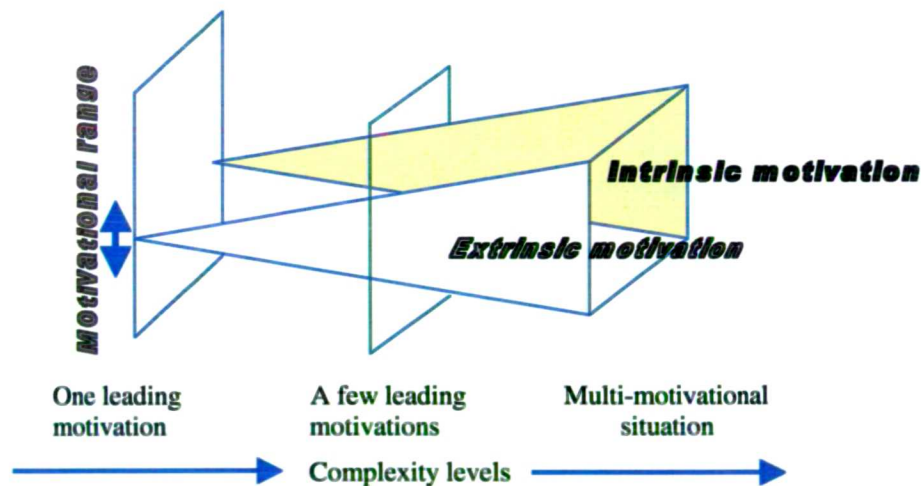 Motivational range
Intrinsic motivation
Extrinsic motivation
One leading
motivation
A few leading
motivations
Multi-motivational
situation
Complexity levels